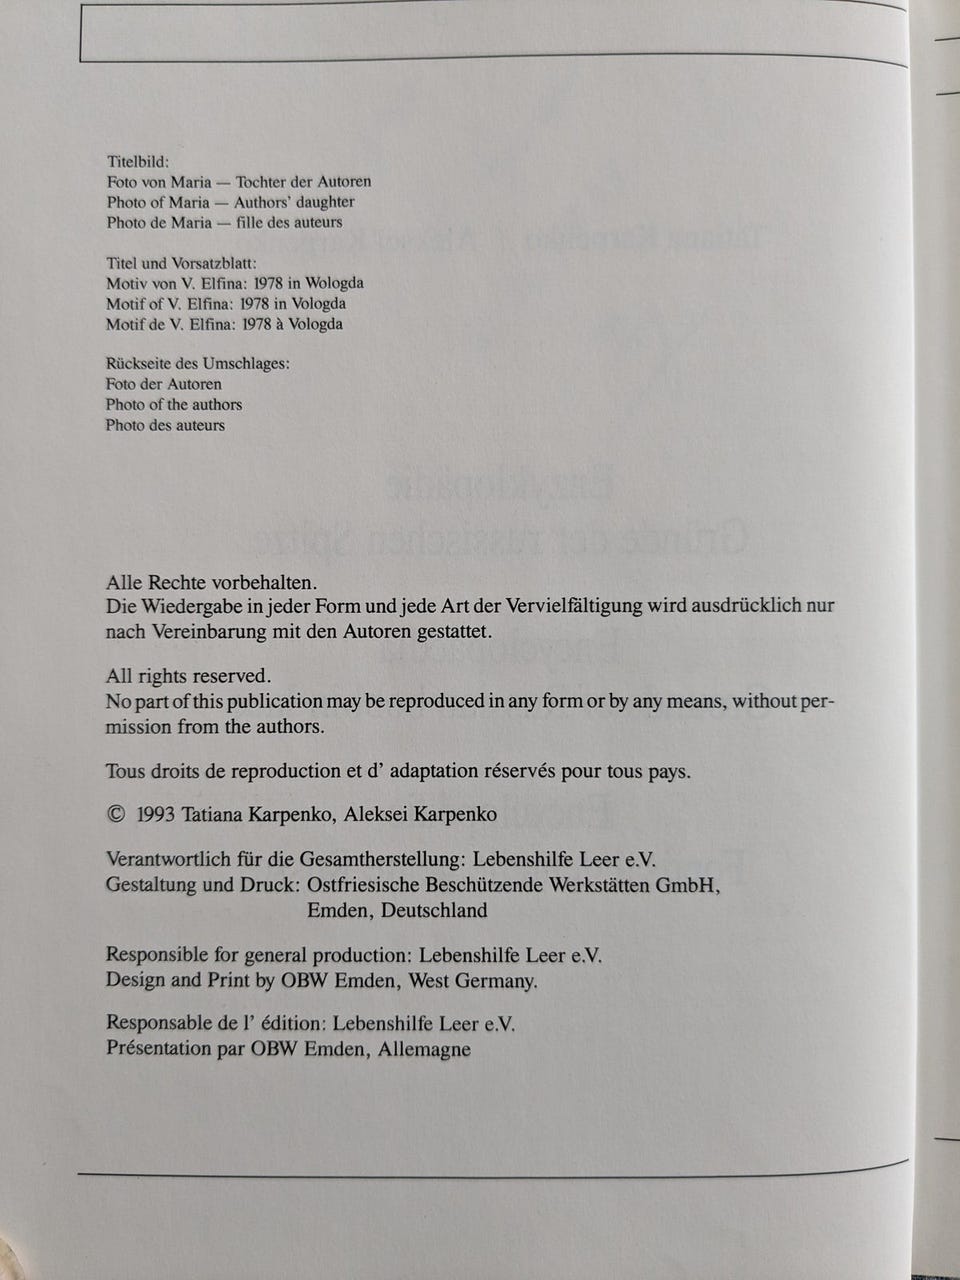 Titelbild:
Foto von Maria — Tochter der Autoren
Photo of Maria — Authors' daughter
Photo de Maria — fille des auteurs
Titel und Vorsatzblatt:
Motiv von V. Elfina: 1978 in Wologda
Motif of V. Elfina: 1978 in Vologda
Motif de V. Elfina: 1978 à Vologda
Rückseite des Umschlages:
Foto der Autoren
Photo of the authors
Photo des auteurs
Alle Rechte vorbehalten.
Die Wiedergabe in jeder Form und jede Art der Vervielfältigung wird ausdrücklich nur
nach Vereinbarung mit den Autoren gestattet.
All rights reserved.
No part of this publication may be reproduced in any form or by any means, without per-
mission from the authors.
Tous droits de reproduction et d' adaptation réservés pour tous pays.
© 1993 Tatiana Karpenko, Aleksei Karpenko
Verantwortlich für die Gesamtherstellung: Lebenshilfe Leer e.V.
Gestaltung und Druck: Ostfriesische Beschützende Werkstätten GmbH,
Emden, Deutschland
Responsible for general production: Lebenshilfe Leer e.V.
Design and Print by OBW Emden, West Germany.
Responsable de l' édition: Lebenshilfe Leer e.V.
Présentation par OBW Emden, Allemagne